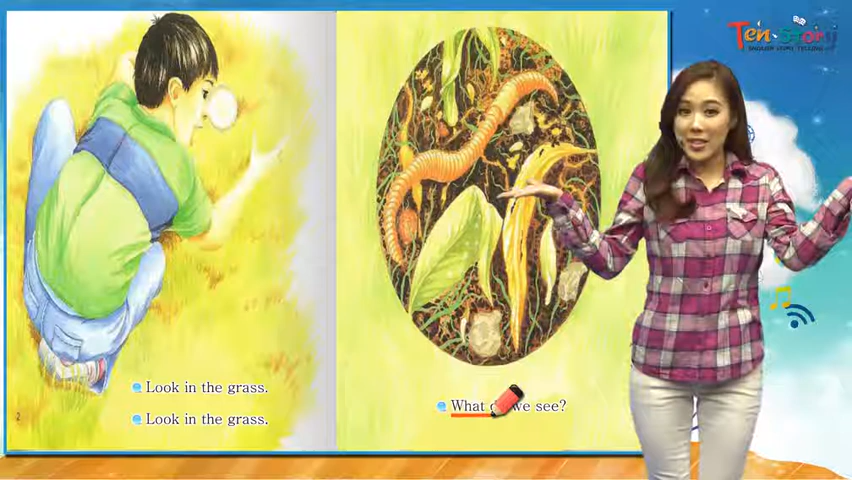 Ten·Story
ENGLISH STORY TELLING
Look in the grass.
Look in the grass.
2
What we see?